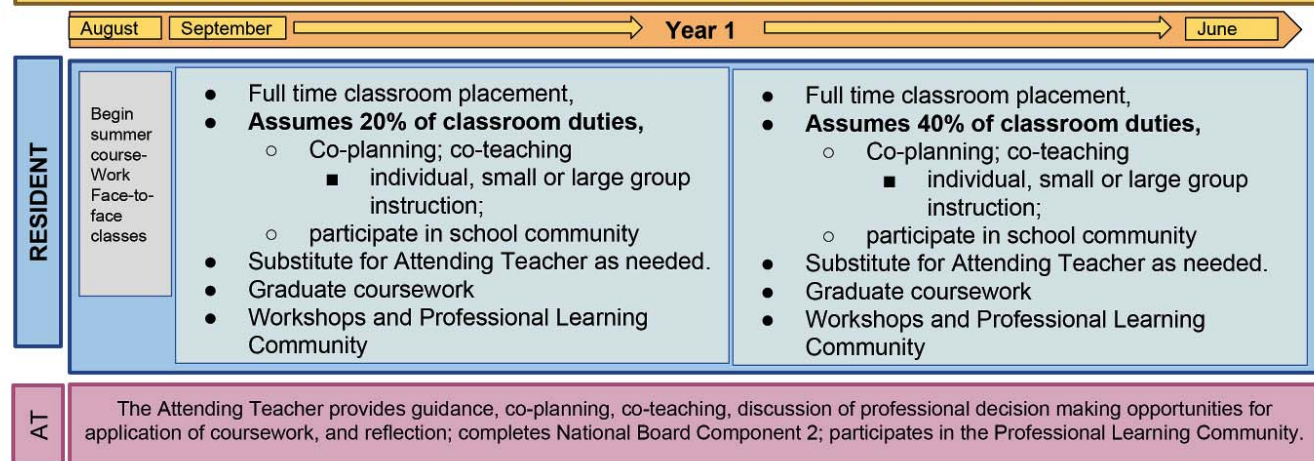 August
September
Year 1
June
RESIDENT
Begin
summer
course-
Work
Face-to-
face
classes
● Full time classroom placement,
● Assumes 20% of classroom duties,
○ Co-planning; co-teaching
■ individual, small or large group
instruction;
○ participate in school community
● Substitute for Attending Teacher as needed.
● Graduate coursework
● Workshops and Professional Learning
Community
● Full time classroom placement,
● Assumes 40% of classroom duties,
○ Co-planning; co-teaching
■ individual, small or large group
instruction;
○ participate in school community
● Substitute for Attending Teacher as needed.
● Graduate coursework
● Workshops and Professional Learning
Community
AT
The Attending Teacher provides guidance, co-planning, co-teaching, discussion of professional decision making opportunities for
application of coursework, and reflection; completes National Board Component 2; participates in the Professional Learning Community.